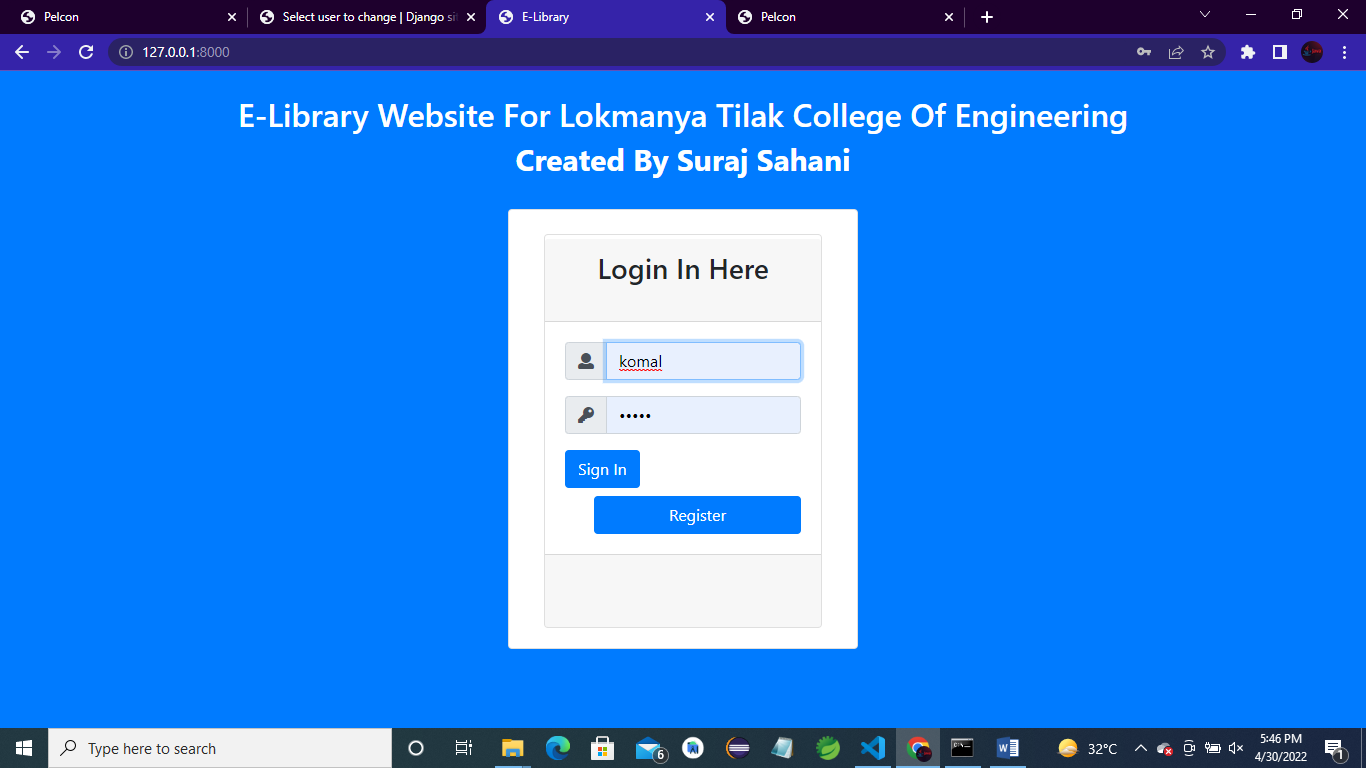 Pelcon
Select user to change | Django si
E-Library
Pelcon
127.0.0.1:8000
E-Library Website For Lokmanya Tilak College Of Engineering
Created By Suraj Sahani
Login In Here
komal
•••••
Sign In
Register
Type here to search
6
32°C
5:46 PM
4/30/2022
1